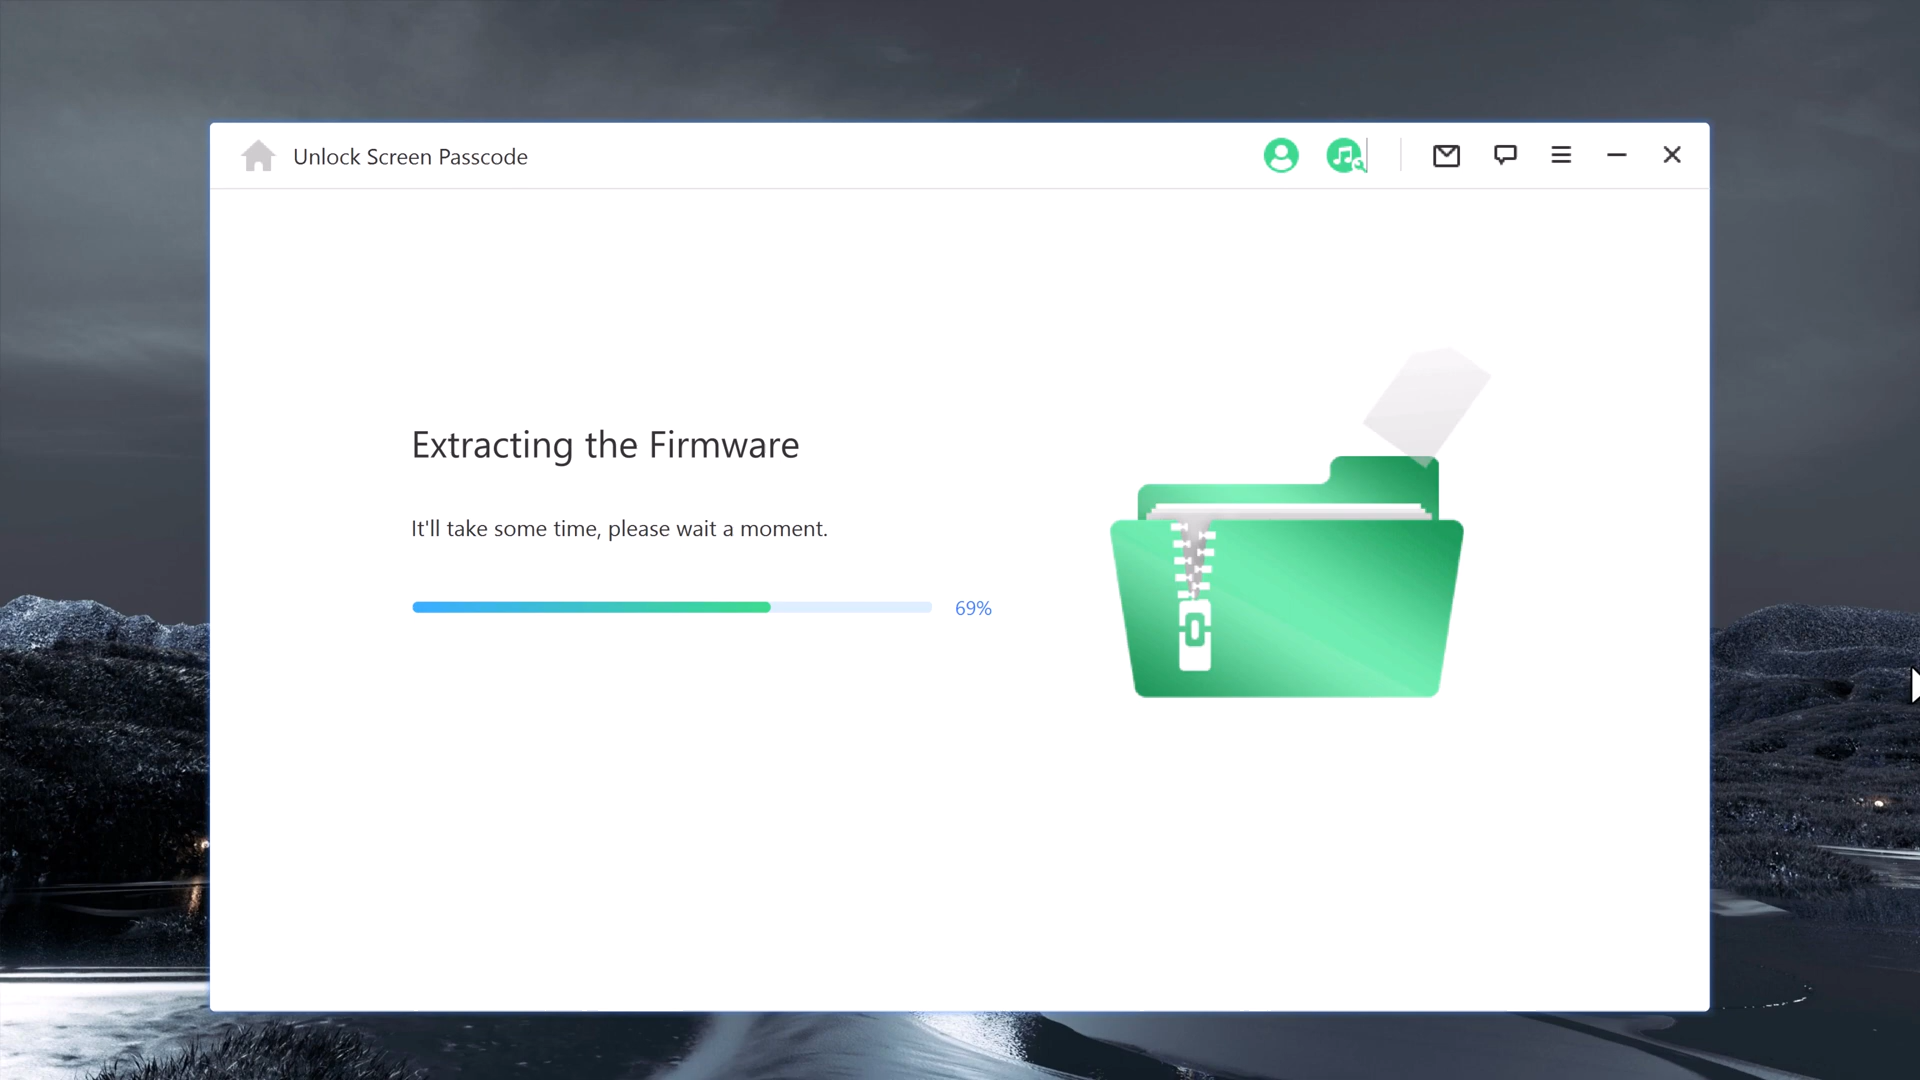 Unlock Screen Passcode
Extracting the Firmware
It'll take some time, please wait a moment.
69%